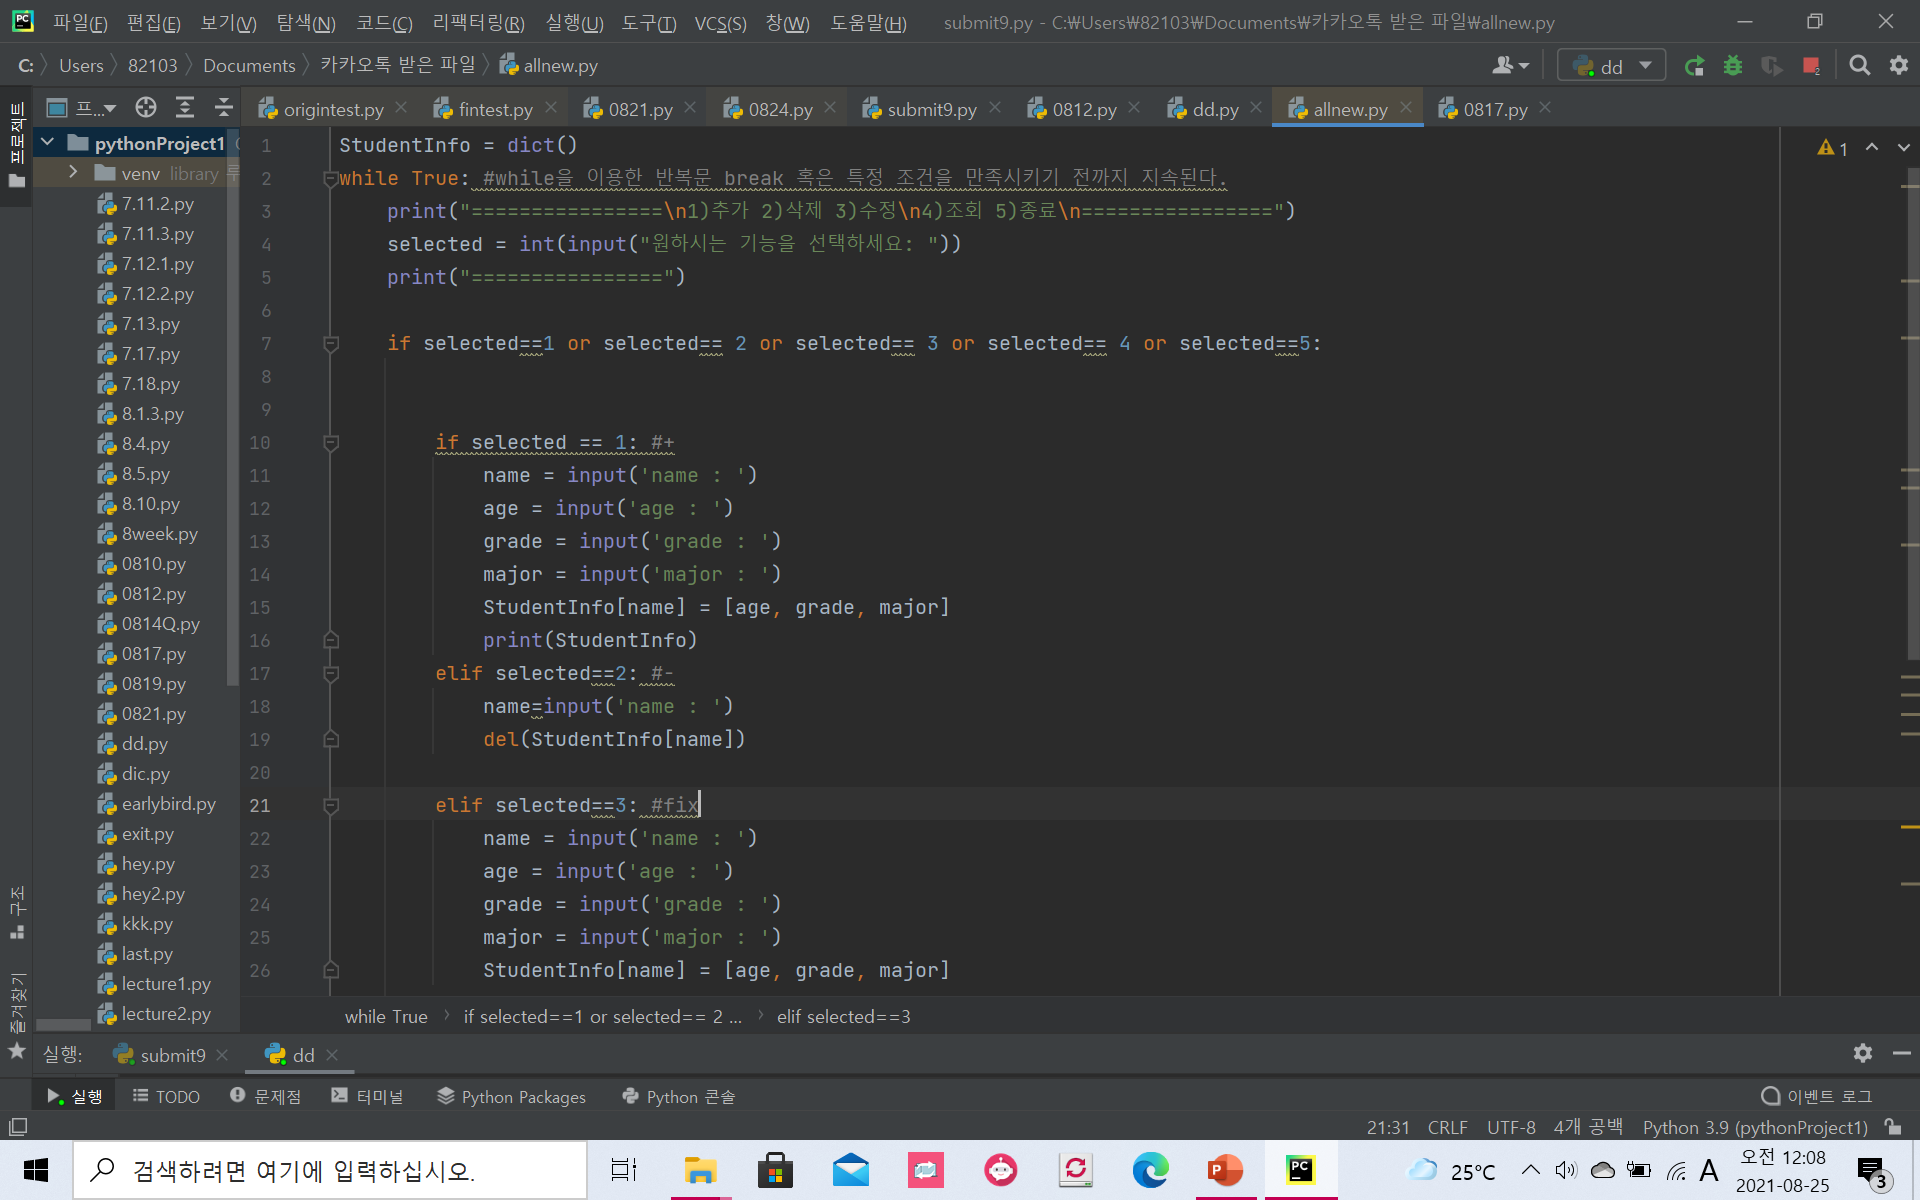 파일(F) 편집(E) 보기(V) 탐색(N) 코드(C) 리팩터링(R) 실행(U) 도구(T) VCS(S) 창(W) 도움말(H) submit9.py - C:₩Users₩82103₩Documents₩카카오톡 받은 파일₩allnew.py
C: Users 82103 Documents 카카오톡 받은 파일 allnew.py dd
프... origintest.py fintest.py 0821.py 0824.py submit9.py 0812.py dd.py allnew.py 0817.py
프로젝트
pythonProject1
venv library 루
7.11.2.py
7.11.3.py
7.12.1.py
7.12.2.py
7.13.py
7.17.py
7.18.py
8.1.3.py
8.4.py
8.5.py
8.10.py
8week.py
0810.py
0812.py
0814Q.py
0817.py
0819.py
0821.py
dd.py
dic.py
earlybird.py
exit.py
hey.py
hey2.py
kkk.py
last.py
lecture1.py
lecture2.py
구조
즐겨찾기
1 StudentInfo = dict()
2 while True: #while을 이용한 반복문 break 혹은 특정 조건을 만족시키기 전까지 지속된다.
3 print("================\n1)추가 2)삭제 3)수정\n4)조회 5)종료\n================")
4 selected = int(input("원하시는 기능을 선택하세요: "))
5 print("================")
6
7 if selected==1 or selected== 2 or selected== 3 or selected== 4 or selected==5:
8
9
10 if selected == 1: #+
11 name = input('name : ')
12 age = input('age : ')
13 grade = input('grade : ')
14 major = input('major : ')
15 StudentInfo[name] = [age, grade, major]
16 print(StudentInfo)
17 elif selected==2: #-
18 name=input('name : ')
19 del(StudentInfo[name])
20
21 elif selected==3: #fix
22 name = input('name : ')
23 age = input('age : ')
24 grade = input('grade : ')
25 major = input('major : ')
26 StudentInfo[name] = [age, grade, major]
1
while True if selected==1 or selected== 2 ... elif selected==3
실행: submit9 dd
실행 TODO 문제점 터미널 Python Packages Python 콘솔 이벤트 로그
21:31 CRLF UTF-8 4개 공백 Python 3.9 (pythonProject1)
검색하려면 여기에 입력하십시오. 25°C A 오전 12:08
2021-08-25 3